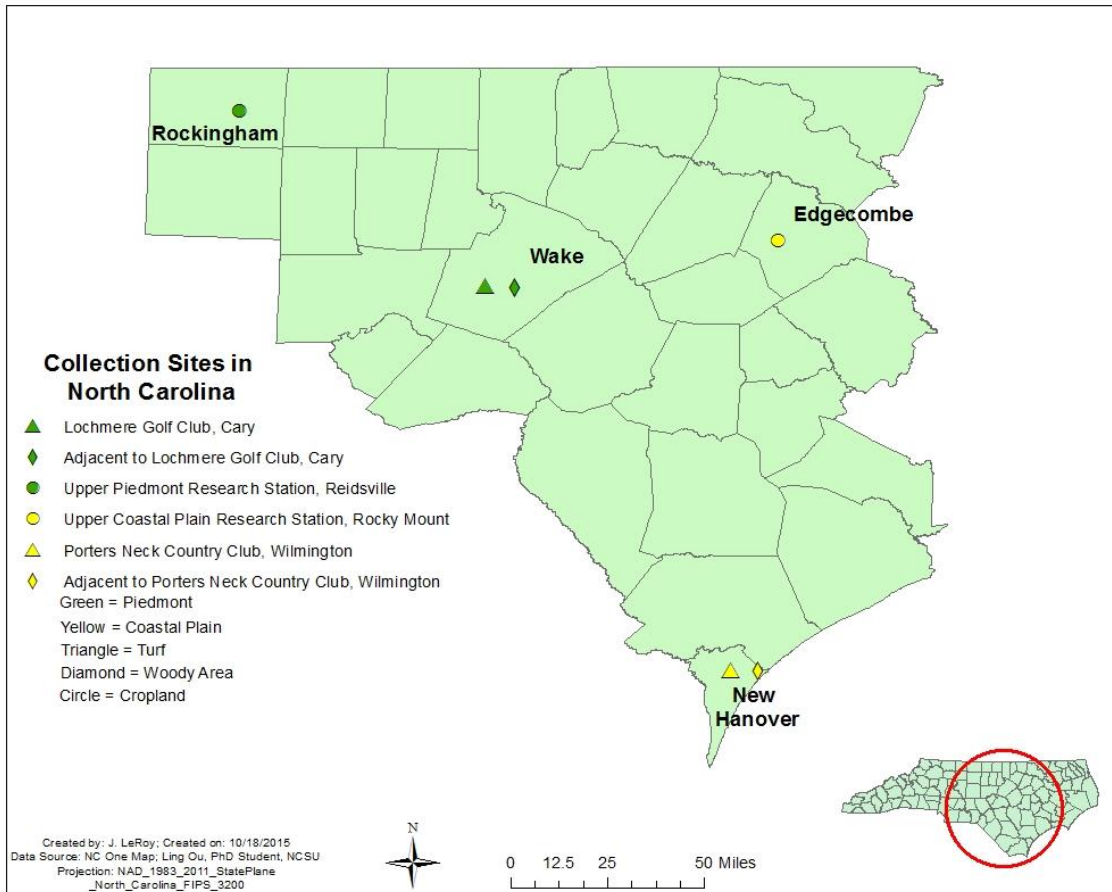 Rockingham
Edgecombe
Wake
Collection Sites in
North Carolina
Lochmere Golf Club, Cary
Adjacent to Lochmere Golf Club, Cary
Upper Piedmont Research Station, Reidsville
Upper Coastal Plain Research Station, Rocky Mount
Porters Neck Country Club, Wilmington
Adjacent to Porters Neck Country Club, Wilmington
Green = Piedmont
Yellow = Coastal Plain
Triangle = Turf
Diamond = Woody Area
Circle = Cropland
New
Hanover
Created by: J. LeRoy; Created on: 10/18/2015
Data Source: NC One Map; Ling Ou, PhD Student, NCSU
Projection: NAD_1983_2011_StatePlane
_North_Carolina_FIPS_3200
N
0 12.5 25 50 Miles